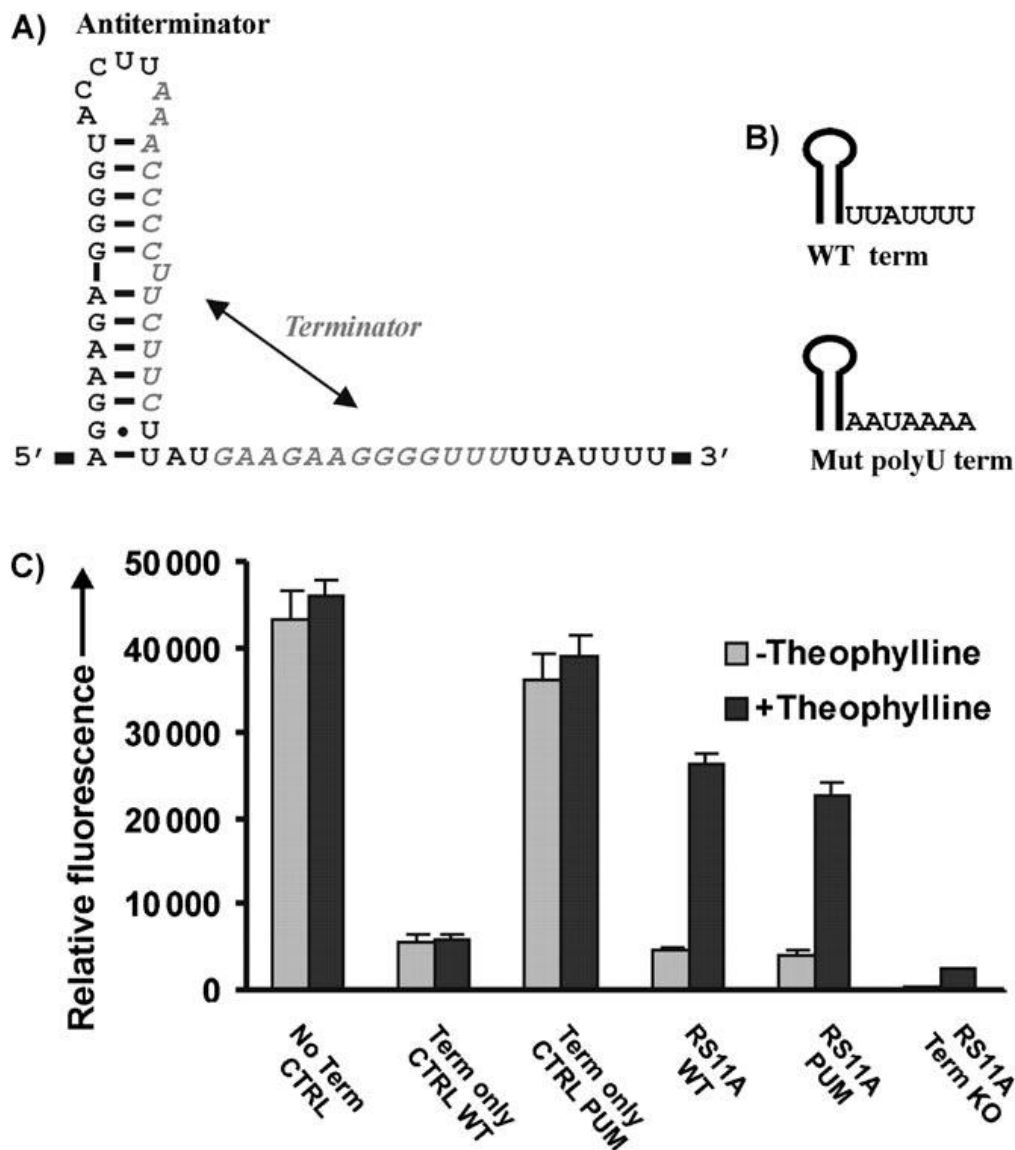 A) Antiterminator
C U U
C A
A A
U A
G C
G C
G C
G C
U
A U
G C
A U
A U
G C
G U
5' A UAUGAAGAAGGGGUUUUUAUUUU 3'
Terminator
B)
UUAUUUU
WT term
AAUAAAA
Mut polyU term
C)
Relative fluorescence
50 000
40 000
30 000
20 000
10 000
0
-Theophylline
+Theophylline
No Term
CTRL
Term only
CTRL WT
Term only
CTRL PUM
RS11A
WT
RS11A
PUM
RS11A
Term KO